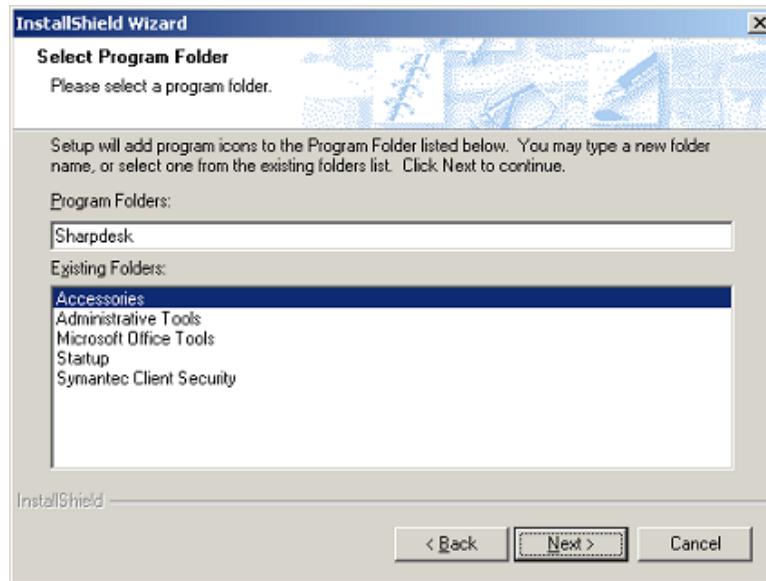 InstallShield Wizard
Select Program Folder
Please select a program folder.
Setup will add program icons to the Program Folder listed below. You may type a new folder
name, or select one from the existing folders list. Click Next to continue.
Program Folders:
Sharpdesk
Existing Folders:
Accessories
Administrative Tools
Microsoft Office Tools
Startup
Symantec Client Security
InstallShield
< Back Next > Cancel